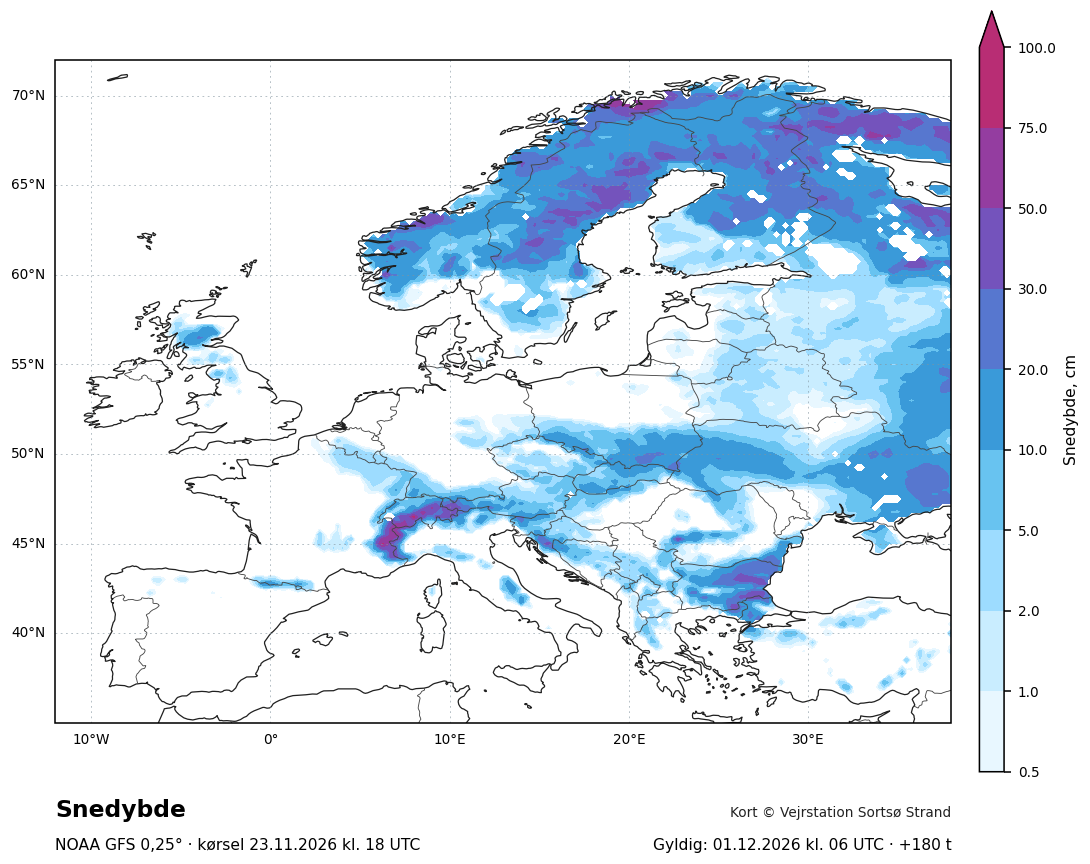 100.0
75.0
50.0
30.0
20.0
10.0
5.0
2.0
1.0
0.5
Snedybde, cm
70°N
65°N
60°N
55°N
50°N
45°N
40°N
10°W 0° 10°E 20°E 30°E
Snedybde
Kort © Vejrstation Sortsø Strand
NOAA GFS 0,25° · kørsel 23.11.2026 kl. 18 UTC
Gyldig: 01.12.2026 kl. 06 UTC · +180 t